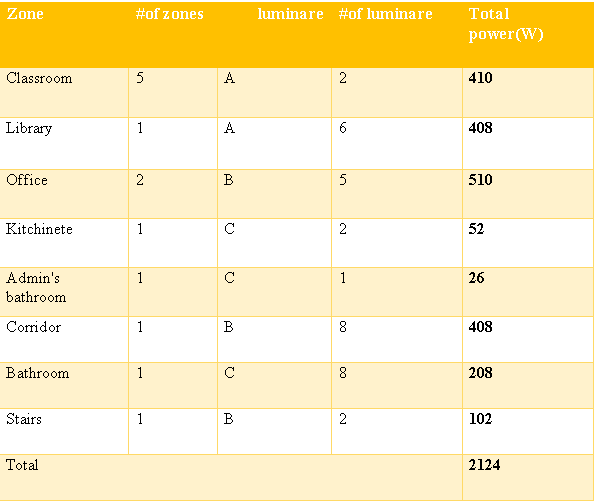 Zone #of zones luminare #of luminare Total
power(W)
Classroom 5 A 2 410
Library 1 A 6 408
Office 2 B 5 510
Kitchinete 1 C 2 52
Admin's
bathroom 1 C 1 26
Corridor 1 B 8 408
Bathroom 1 C 8 208
Stairs 1 B 2 102
Total 2124